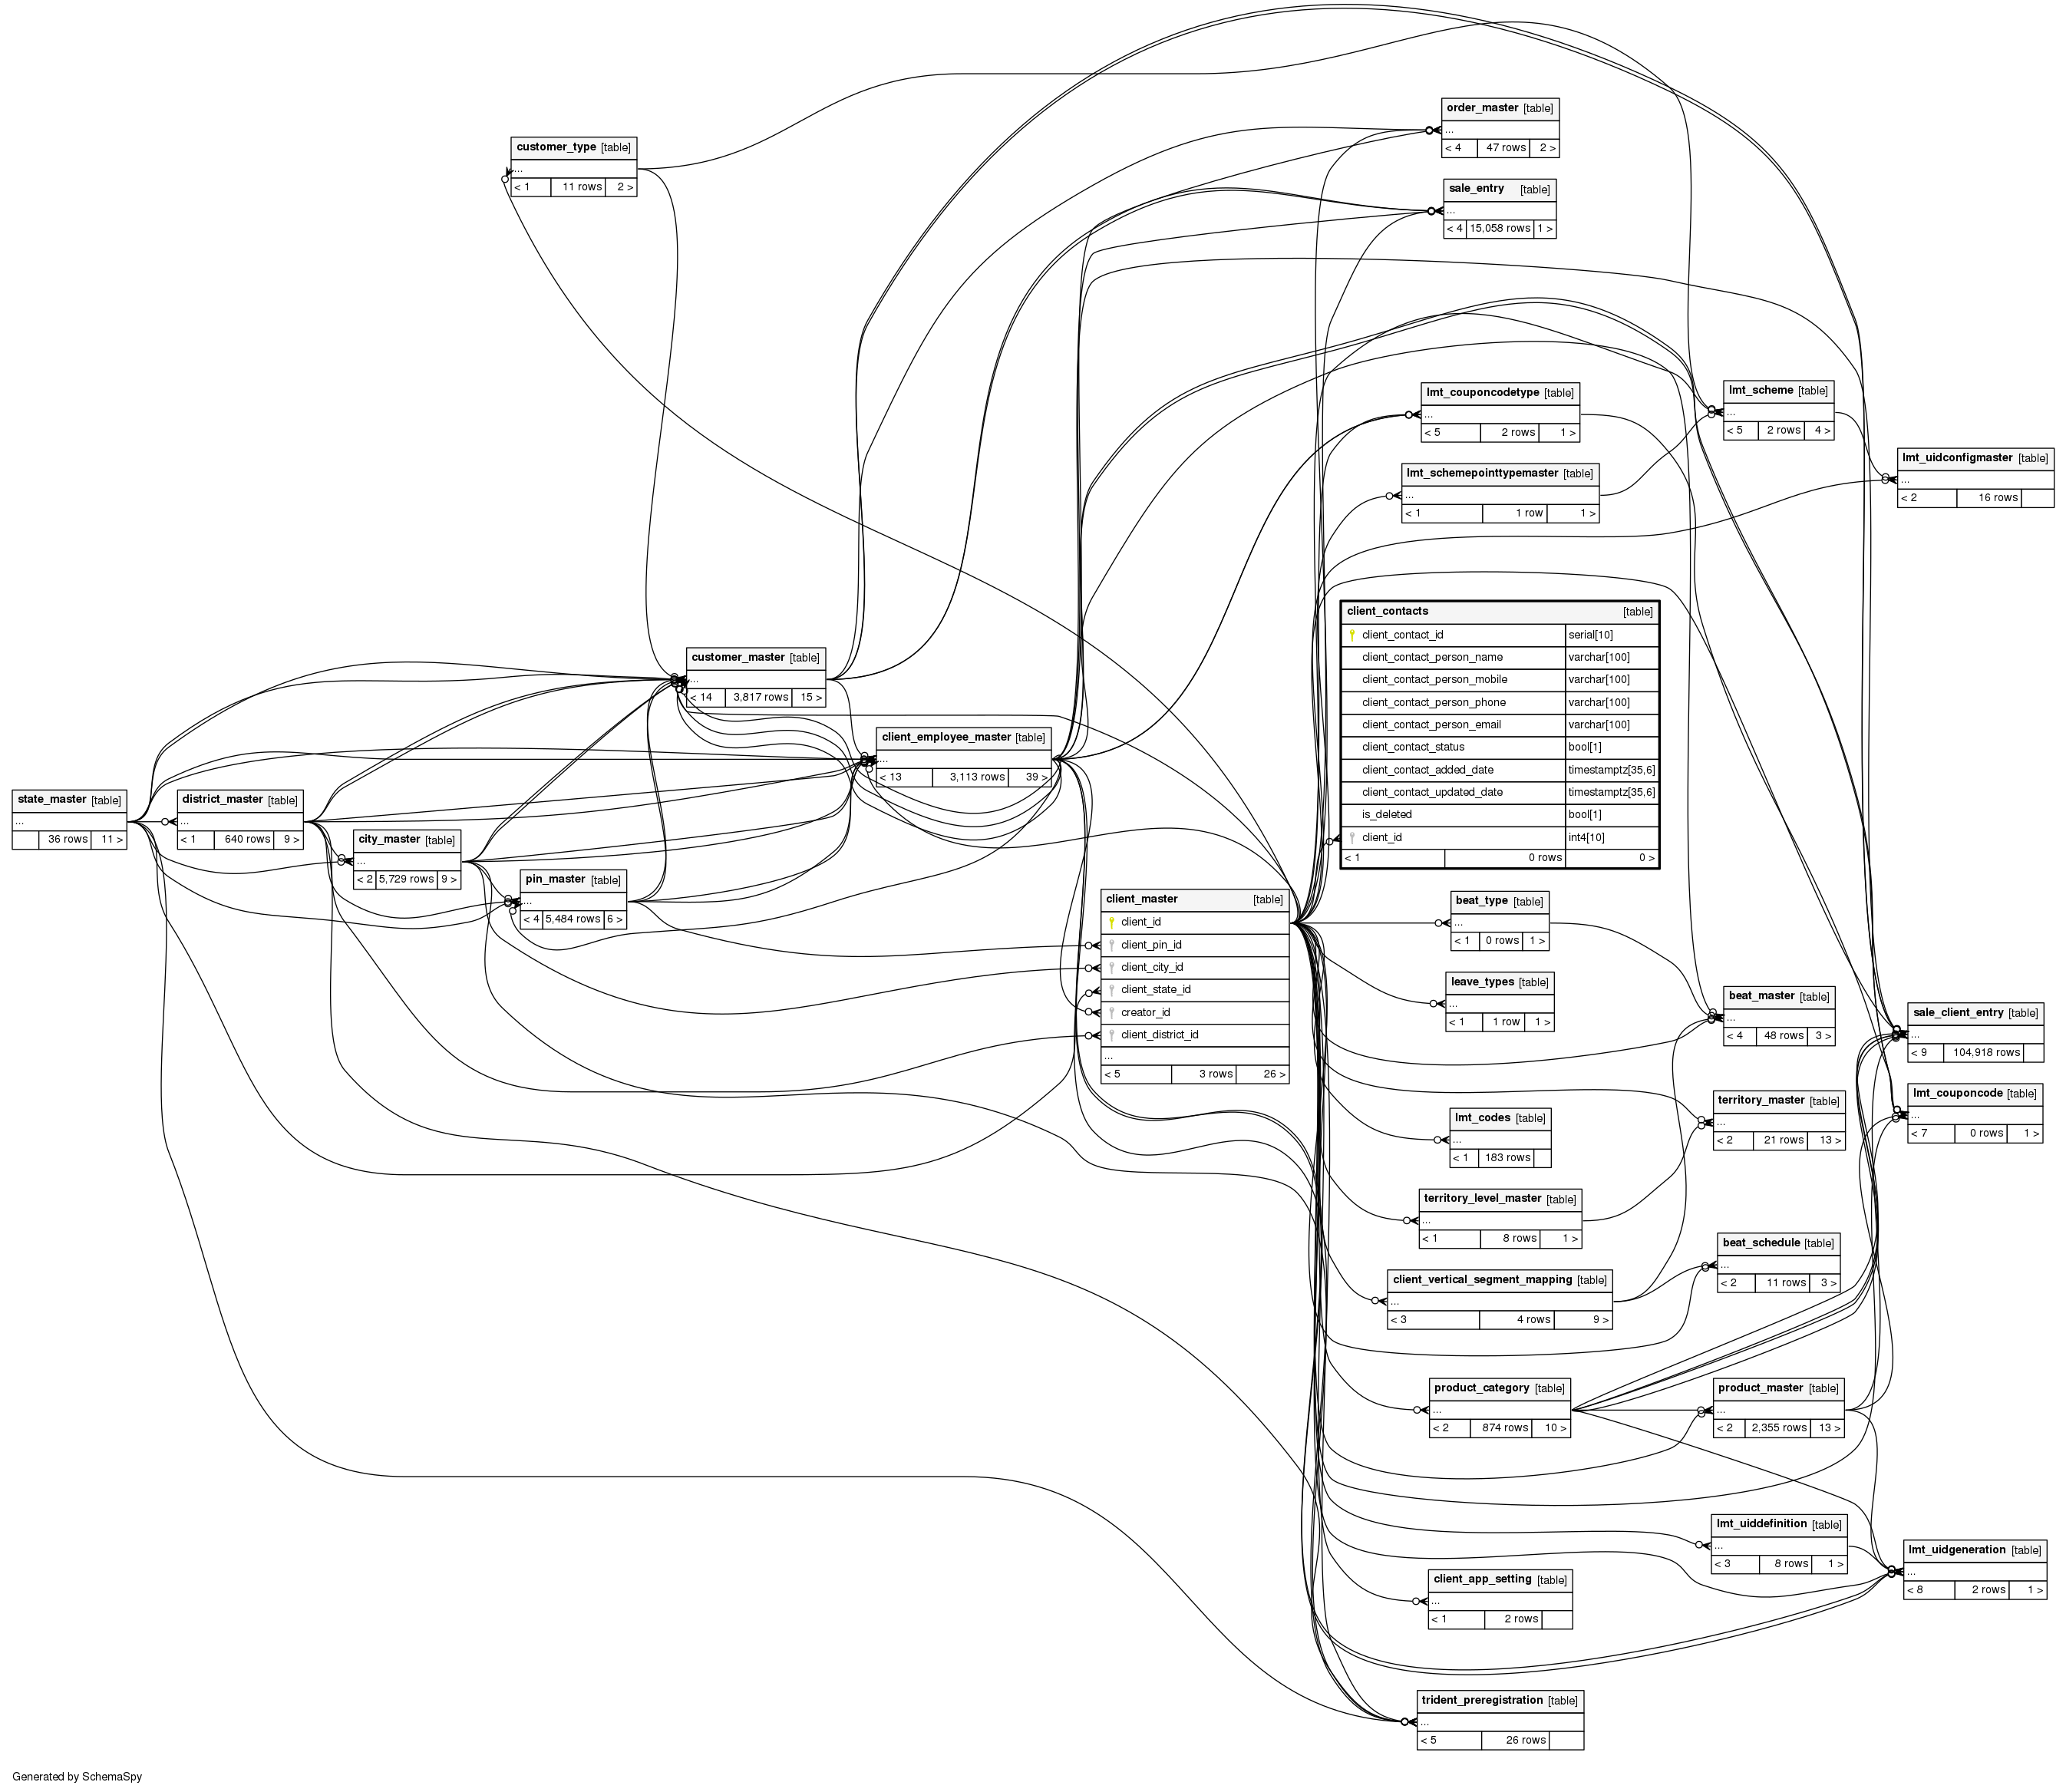 order_master [table]
...
< 4 47 rows 2 >
customer_type [table]
...
< 1 11 rows 2 >
sale_entry [table]
...
< 4 15,058 rows 1 >
lmt_couponcodetype [table]
...
< 5 2 rows 1 >
lmt_scheme [table]
...
< 5 2 rows 4 >
lmt_uidconfigmaster [table]
...
< 2 16 rows
lmt_schemepointtypemaster [table]
...
< 1 1 row 1 >
client_contacts [table]
client_contact_id serial[10]
client_contact_person_name varchar[100]
client_contact_person_mobile varchar[100]
client_contact_person_phone varchar[100]
client_contact_person_email varchar[100]
client_contact_status bool[1]
client_contact_added_date timestamptz[35,6]
client_contact_updated_date timestamptz[35,6]
is_deleted bool[1]
client_id int4[10]
< 1 0 rows 0 >
customer_master [table]
...
< 14 3,817 rows 15 >
client_employee_master [table]
...
< 13 3,113 rows 39 >
state_master [table]
...
36 rows 11 >
district_master [table]
...
< 1 640 rows 9 >
city_master [table]
...
< 2 5,729 rows 9 >
pin_master [table]
...
< 4 5,484 rows 6 >
client_master [table]
client_id
client_pin_id
client_city_id
client_state_id
creator_id
client_district_id
...
< 5 3 rows 26 >
beat_type [table]
...
< 1 0 rows 1 >
leave_types [table]
...
< 1 1 row 1 >
beat_master [table]
...
< 4 48 rows 3 >
sale_client_entry [table]
...
< 9 104,918 rows
lmt_couponcode [table]
...
< 7 0 rows 1 >
territory_master [table]
...
< 2 21 rows 13 >
lmt_codes [table]
...
< 1 183 rows
territory_level_master [table]
...
< 1 8 rows 1 >
beat_schedule [table]
...
< 2 11 rows 3 >
client_vertical_segment_mapping [table]
...
< 3 4 rows 9 >
product_category [table]
...
< 2 874 rows 10 >
product_master [table]
...
< 2 2,355 rows 13 >
lmt_uiddefinition [table]
...
< 3 8 rows 1 >
lmt_uidgeneration [table]
...
< 8 2 rows 1 >
client_app_setting [table]
...
< 1 2 rows
trident_preregistration [table]
...
< 5 26 rows
Generated by SchemaSpy